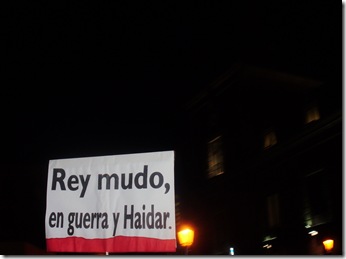 Rey mudo,
en guerra y Haidar.